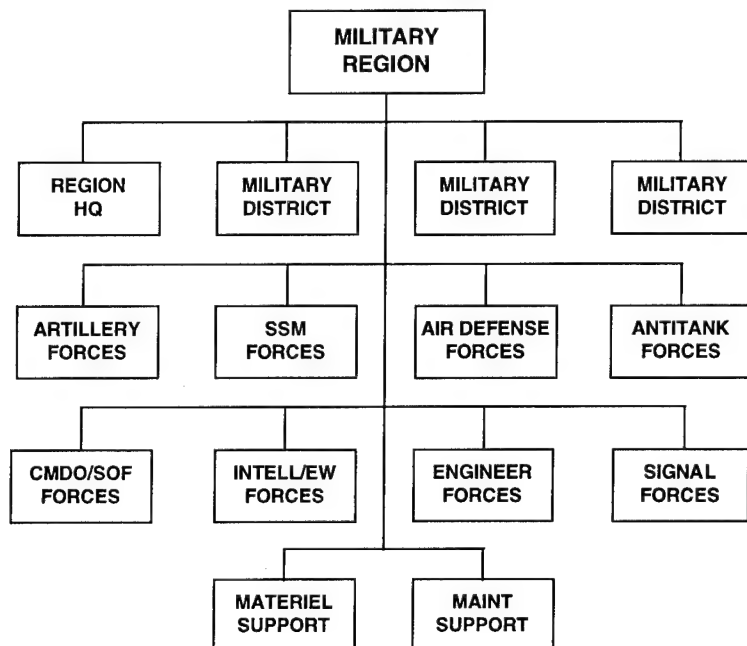 MILITARY
REGION
REGION
HQ
MILITARY
DISTRICT
MILITARY
DISTRICT
MILITARY
DISTRICT
ARTILLERY
FORCES
SSM
FORCES
AIR DEFENSE
FORCES
ANTITANK
FORCES
CMDO/SOF
FORCES
INTELL/EW
FORCES
ENGINEER
FORCES
SIGNAL
FORCES
MATERIEL
SUPPORT
MAINT
SUPPORT